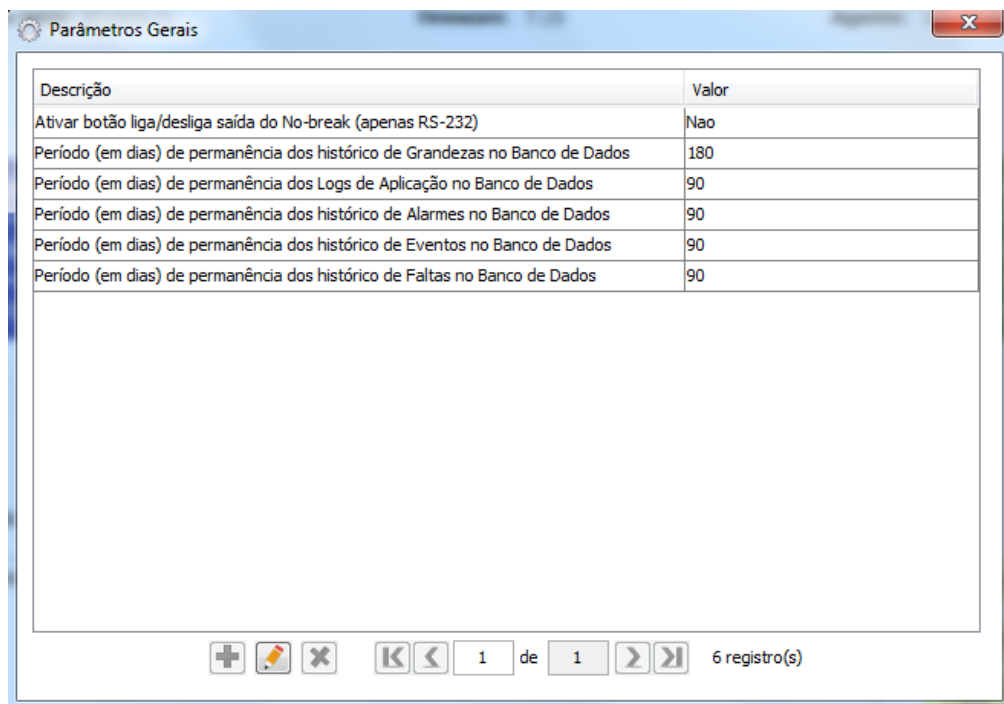 Parâmetros Gerais
Descrição Valor
Ativar botão liga/desliga saída do No-break (apenas RS-232) Nao
Período (em dias) de permanência dos histórico de Grandezas no Banco de Dados 180
Período (em dias) de permanência dos Logs de Aplicação no Banco de Dados 90
Período (em dias) de permanência dos histórico de Alarmes no Banco de Dados 90
Período (em dias) de permanência dos histórico de Eventos no Banco de Dados 90
Período (em dias) de permanência dos histórico de Faltas no Banco de Dados 90
1 de 1 6 registro(s)